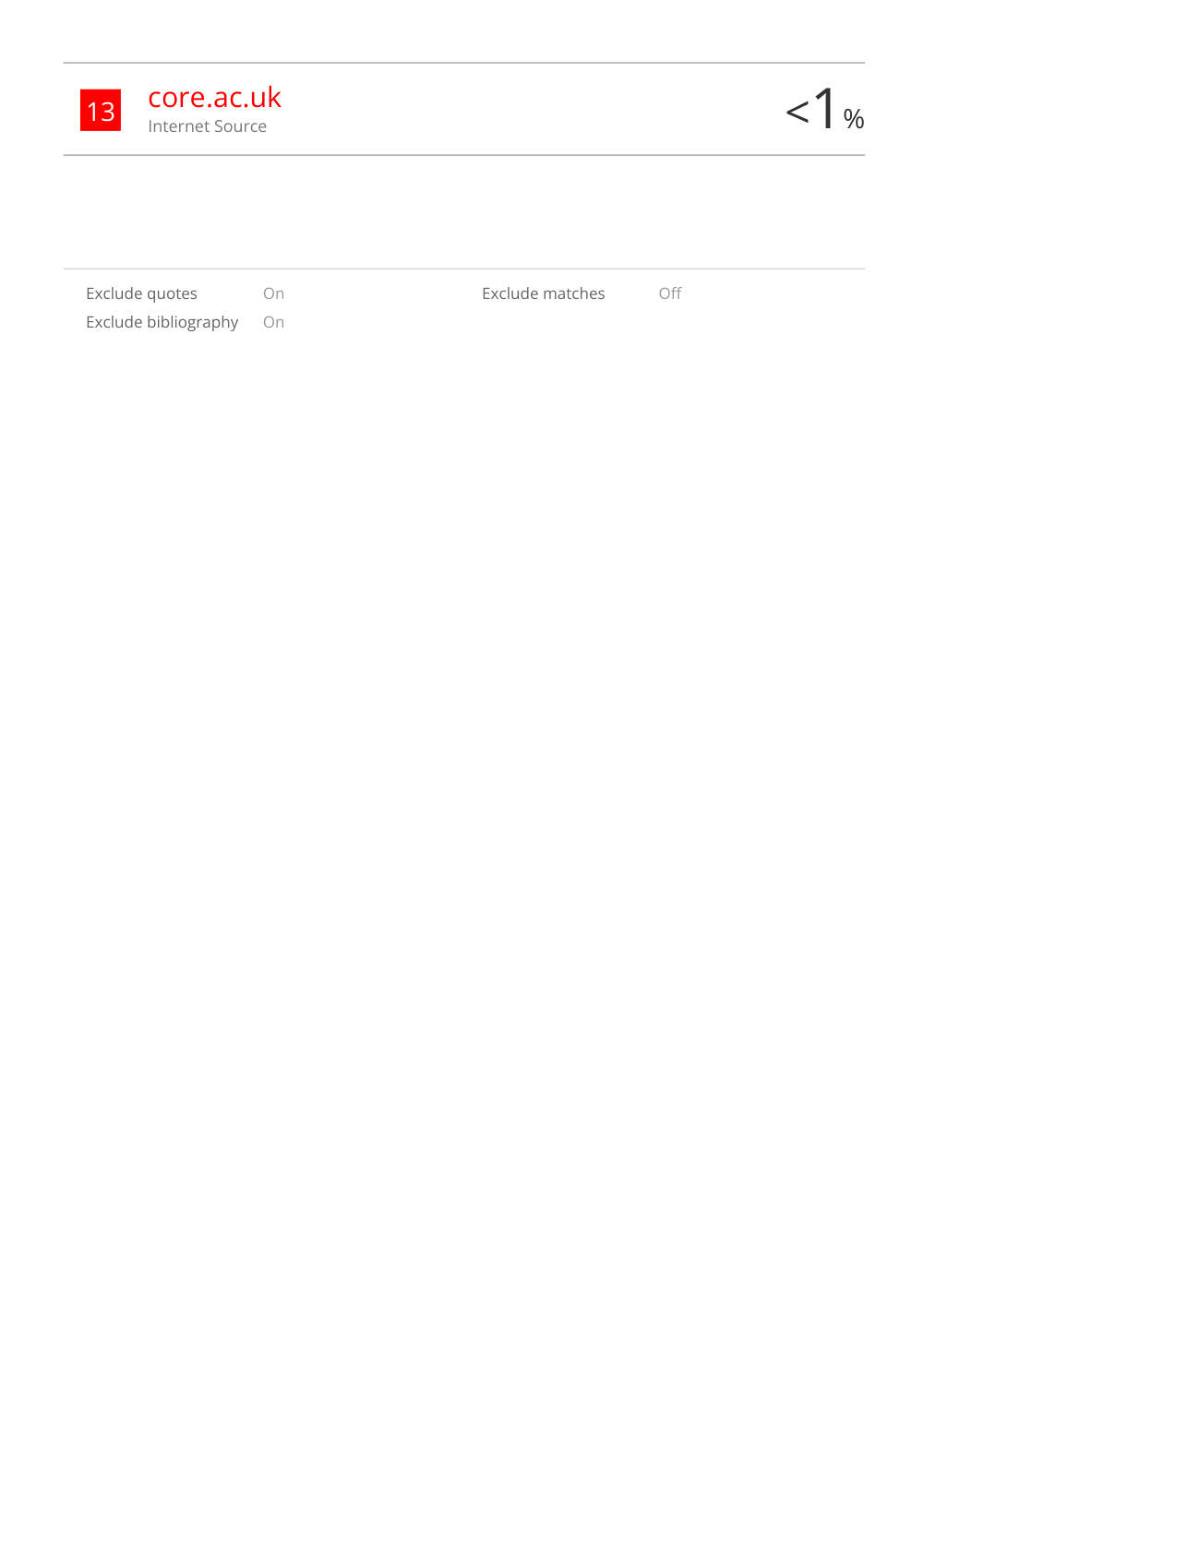 13
core.ac.uk
Internet Source
<1%
Exclude quotes On
Exclude matches Off
Exclude bibliography On